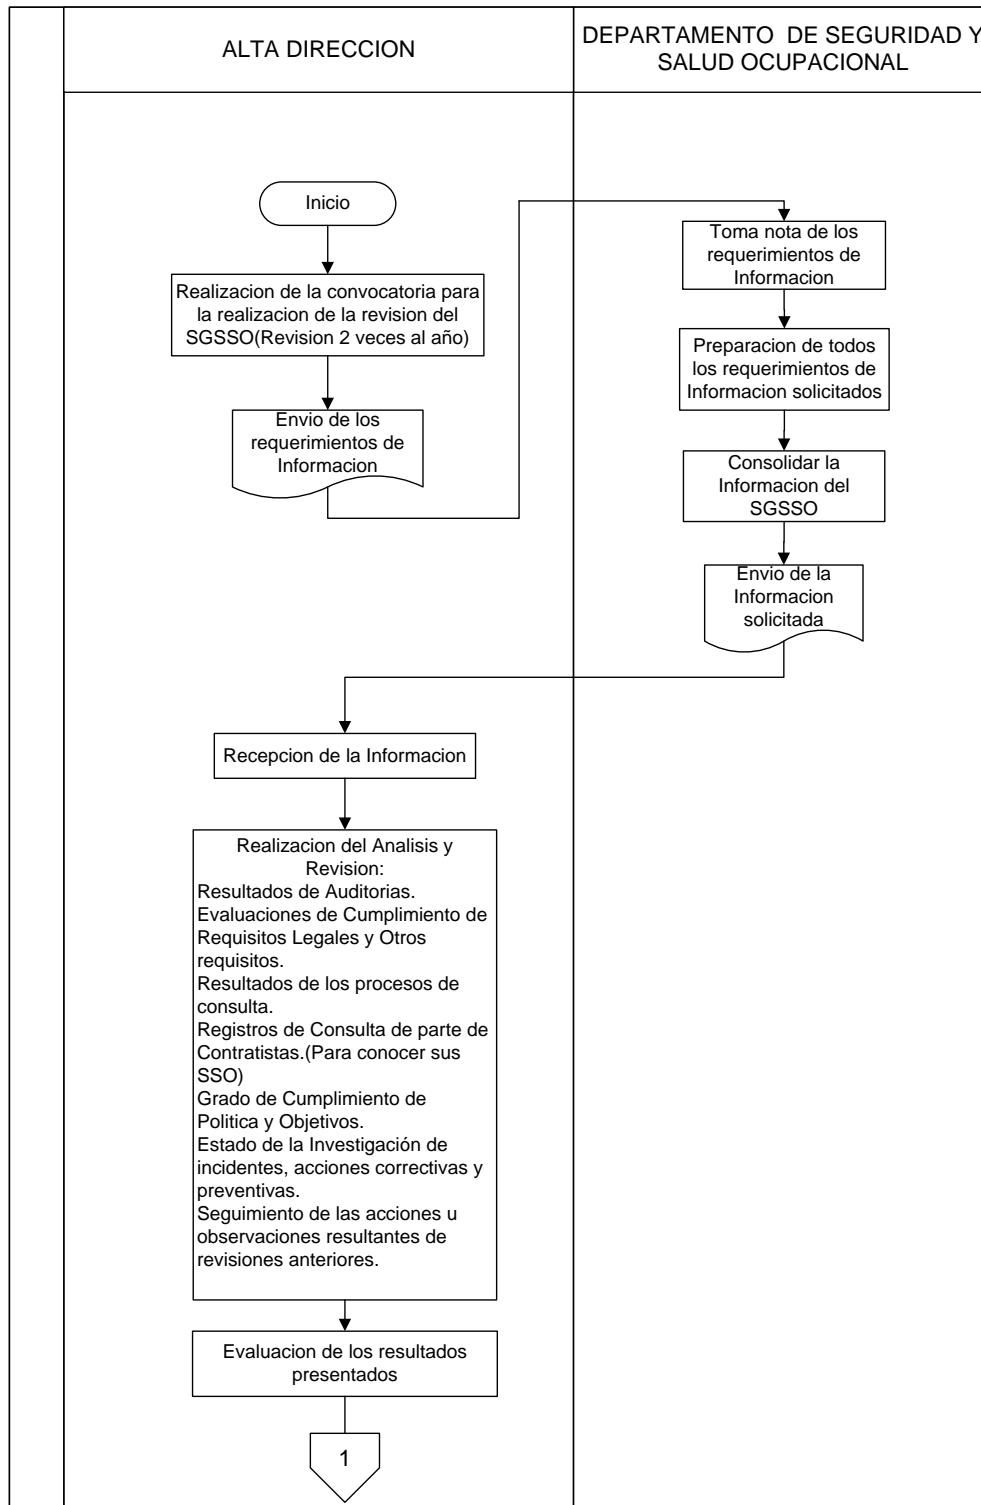 ALTA DIRECCION
DEPARTAMENTO DE SEGURIDAD Y
SALUD OCUPACIONAL
Inicio
Realizacion de la convocatoria para
la realizacion de la revision del
SGSSO(Revision 2 veces al año)
Envio de los
requerimientos de
Informacion
Toma nota de los
requerimientos de
Informacion
Preparacion de todos
los requerimientos de
Informacion solicitados
Consolidar la
Informacion del
SGSSO
Envio de la
Informacion
solicitada
Recepcion de la Informacion
Realizacion del Analisis y
Revision:
Resultados de Auditorias.
Evaluaciones de Cumplimiento de
Requisitos Legales y Otros
requisitos.
Resultados de los procesos de
consulta.
Registros de Consulta de parte de
Contratistas.(Para conocer sus
SSO)
Grado de Cumplimiento de
Politica y Objetivos.
Estado de la Investigación de
incidentes, acciones correctivas y
preventivas.
Seguimiento de las acciones u
observaciones resultantes de
revisiones anteriores.
Evaluacion de los resultados
presentados
1